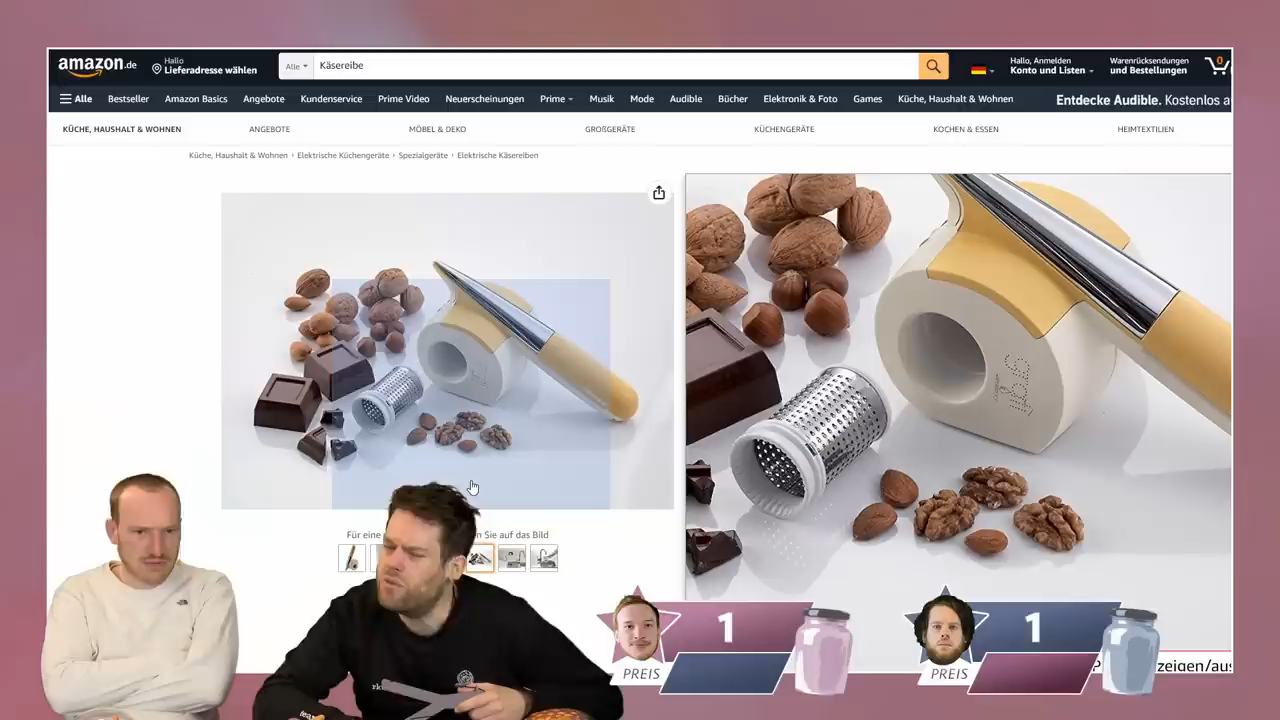 amazon.de
Hallo
Lieferadresse wählen
Alle
Käsereibe
Hallo, Anmelden
Konto und Listen
Warenrücksendungen
und Bestellungen
0
Alle
Bestseller
Amazon Basics
Angebote
Kundenservice
Prime Video
Neuerscheinungen
Prime
Musik
Mode
Audible
Bücher
Elektronik & Foto
Games
Küche, Haushalt & Wohnen
Entdecke Audible. Kostenlos a
KÜCHE, HAUSHALT & WOHNEN
ANGEBOTE
MÖBEL & DEKO
GROßGERÄTE
KÜCHENGERÄTE
KOCHEN & ESSEN
HEIMTEXTILIEN
Küche, Haushalt & Wohnen › Elektrische Küchengeräte › Spezialgeräte › Elektrische Käsereiben
Für eine
Sie auf das Bild
1
PREIS
1
PREIS
zeigen/aus